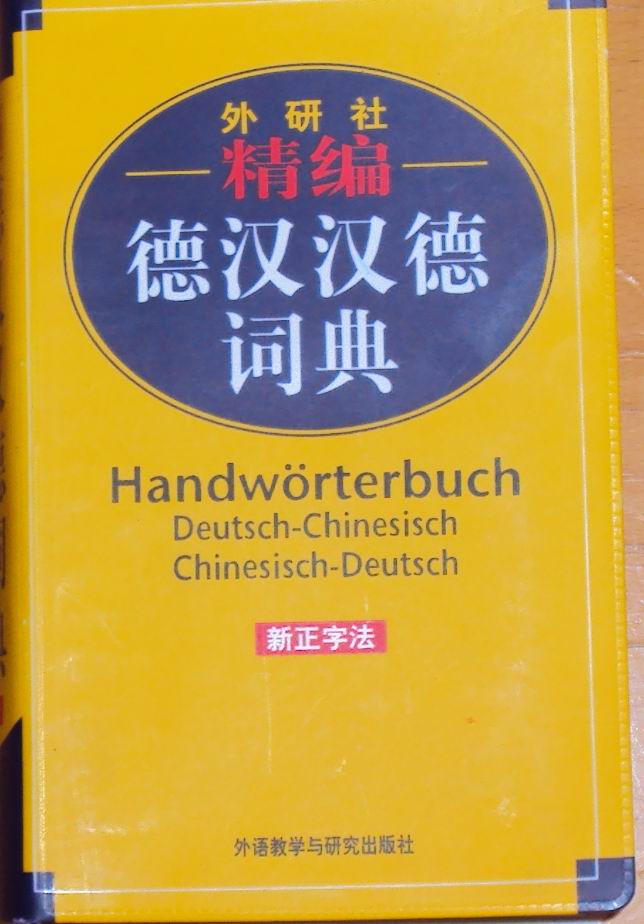 外研社
精编
德汉汉德
词典
Handwörterbuch
Deutsch-Chinesisch
Chinesisch-Deutsch
新正字法
外语教学与研究出版社